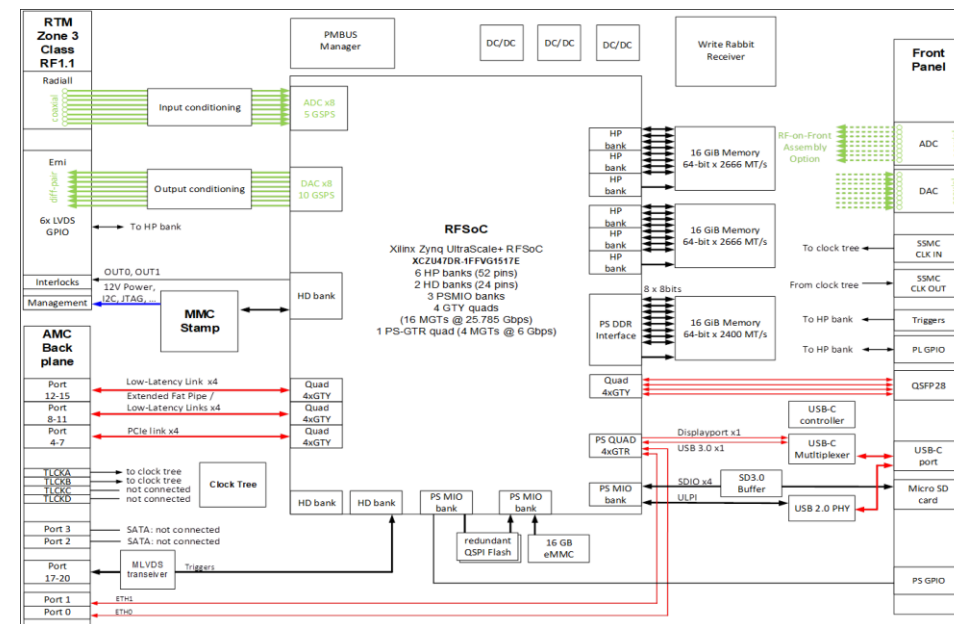 RTM
Zone 3
Class
RF1.1
Radiall
coaxial
Emi
diff-pair
6x LVDS
GPIO
Interlocks
Management
Input conditioning
Output conditioning
To HP bank
OUT0, OUT1
12V Power,
I2C, JTAG, ...
MMC
Stamp
PMBUS
Manager
DC/DC
DC/DC
DC/DC
Write Rabbit
Receiver
ADC x8
5 GSPS
DAC x8
10 GSPS
HD bank
RFSoC
Xilinx Zynq UltraScale+ RFSoC
XCZU47DR-1FFVG1517E
6 HP banks (52 pins)
2 HD banks (24 pins)
3 PSMIO banks
4 GTY quads
(16 MGTs @ 25.785 Gbps)
1 PS-GTR quad (4 MGTs @ 6 Gbps)
HP
bank
HP
bank
HP
bank
16 GiB Memory
64-bit x 2666 MT/s
HP
bank
HP
bank
HP
bank
16 GiB Memory
64-bit x 2666 MT/s
8 x 8bits
PS DDR
Interface
16 GiB Memory
64-bit x 2400 MT/s
Front
Panel
RF-on-Front
Assembly
Option
ADC
DAC
To clock tree
SSMC
CLK IN
From clock tree
SSMC
CLK OUT
To HP bank
Triggers
To HP bank
PL GPIO
Quad
4xGTY
QSFP28
USB-C
controller
PS QUAD
4xGTR
Displayport x1
USB 3.0 x1
USB-C
Mutltiplexer
USB-C
port
PS MIO
bank
SDIO x4
ULPI
SD3.0
Buffer
USB 2.0 PHY
Micro SD
card
PS GPIO
AMC
Back
plane
Port
12-15
Low-Latency Link x4
Quad
4xGTY
Extended Fat Pipe /
Port
8-11
Low-Latency Links x4
Quad
4xGTY
Port
4-7
PCIe link x4
Quad
4xGTY
TLCKA
to clock tree
TLCKB
to clock tree
TLCKC
not connected
TLCKD
not connected
Clock Tree
HD bank
HD bank
PS MIO
bank
PS MIO
bank
redundant
QSPI Flash
16 GB
eMMC
Port 3
SATA: not connected
Port 2
SATA: not connected
Port
17-20
MLVDS
transeiver
Triggers
Port 1
ETH1
Port 0
ETH0